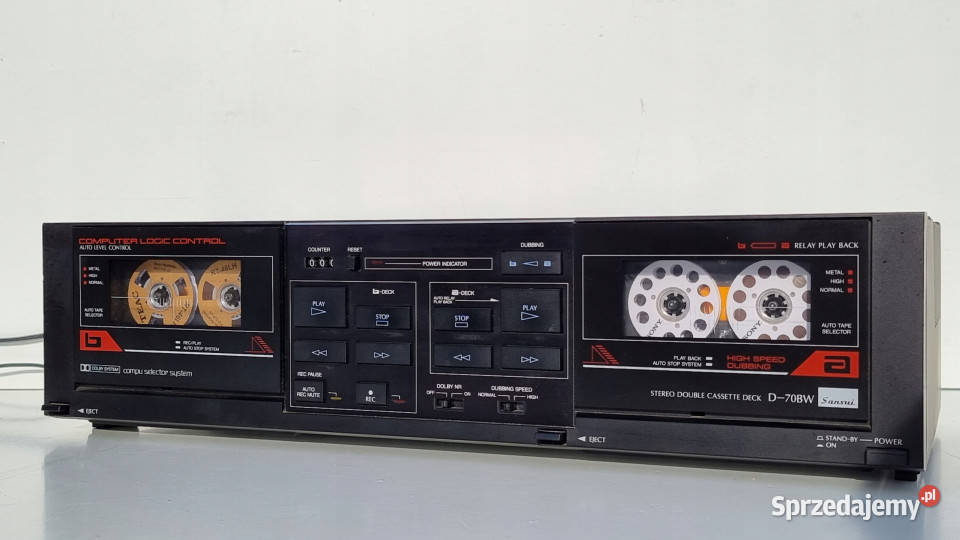 COMPUTER LOGIC CONTROL
AUTO LEVEL CONTROL
METAL
HIGH
NORMAL
AUTO TAPE
SELECTOR
TEAC
b
REC/PLAY
AUTO STOP SYSTEM
DOLBY SYSTEM
compu selector system
EJECT
COUNTER
RESET
POWER INDICATOR
DUBBING
b a
b-DECK
PLAY
STOP
REC PAUSE
AUTO
REC MUTE
REC
a-DECK
AUTO RELAY
PLAY BACK
STOP
PLAY
DOLBY NR
OFF
ON
DUBBING SPEED
NORMAL
HIGH
EJECT
b a RELAY PLAY BACK
METAL
HIGH
NORMAL
AUTO TAPE
SELECTOR
SONY
SONY
PLAY BACK
AUTO STOP SYSTEM
HIGH SPEED
DUBBING
a
STEREO DOUBLE CASSETTE DECK D-70BW
Sansui
STAND-BY
ON
POWER
Sprzedajemy.pl